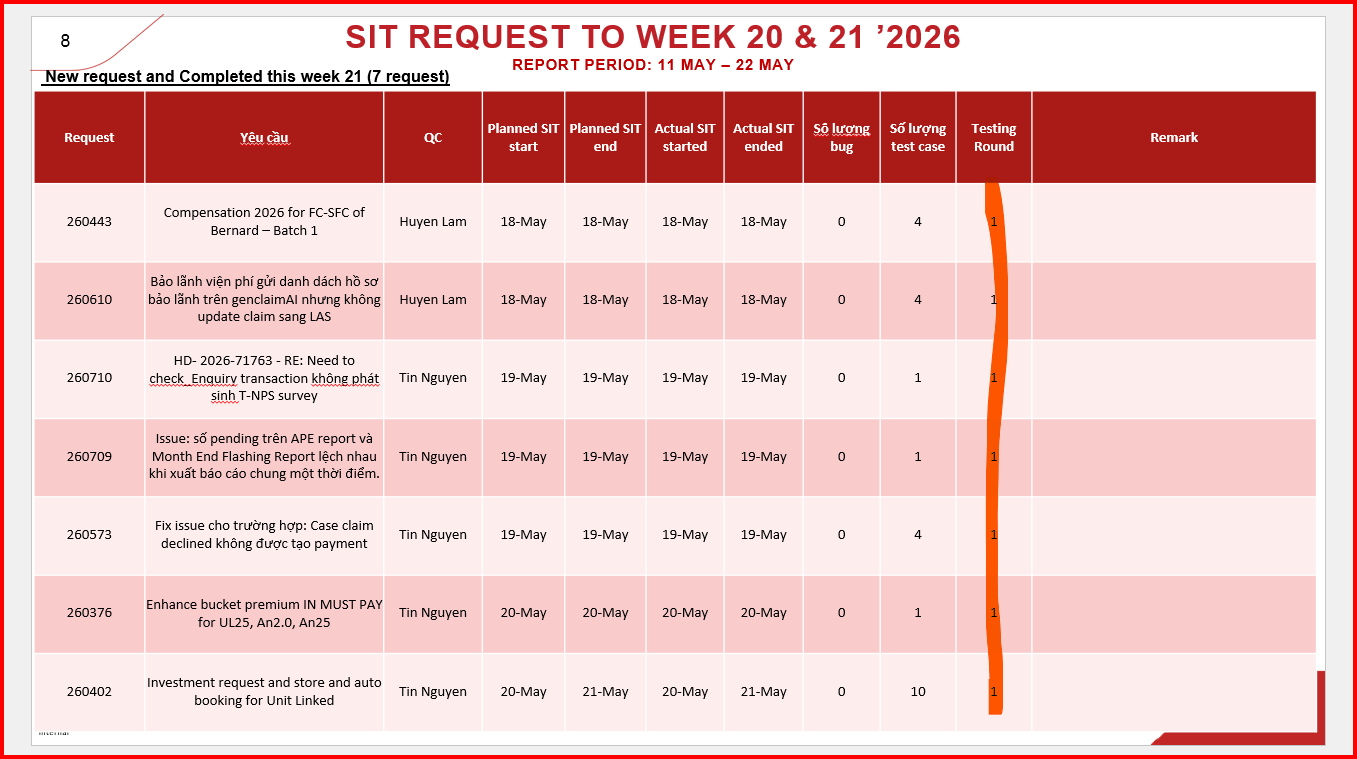 8
SIT REQUEST TO WEEK 20 & 21 ’2026
REPORT PERIOD: 11 MAY – 22 MAY
New request and Completed this week 21 (7 request)
Request Yêu cầu QC Planned SIT start Planned SIT end Actual SIT started Actual SIT ended Số lượng bug Số lượng test case Testing Round Remark
260443 Compensation 2026 for FC-SFC of Bernard – Batch 1 Huyen Lam 18-May 18-May 18-May 18-May 0 4 1
260610 Bảo lãnh viện phí gửi danh dách hồ sơ bảo lãnh trên genclaimAI nhưng không update claim sang LAS Huyen Lam 18-May 18-May 18-May 18-May 0 4 1
260710 HD- 2026-71763 - RE: Need to check_Enquirv transaction không phát sinh T-NPS survey Tin Nguyen 19-May 19-May 19-May 19-May 0 1 1
260709 Issue: số pending trên APE report và Month End Flashing Report lệch nhau khi xuất báo cáo chung một thời điểm. Tin Nguyen 19-May 19-May 19-May 19-May 0 1 1
260573 Fix issue cho trường hợp: Case claim declined không được tạo payment Tin Nguyen 19-May 19-May 19-May 19-May 0 4 1
260376 Enhance bucket premium IN MUST PAY for UL25, An2.0, An25 Tin Nguyen 20-May 20-May 20-May 20-May 0 1 1
260402 Investment request and store and auto booking for Unit Linked Tin Nguyen 20-May 21-May 20-May 21-May 0 10 1